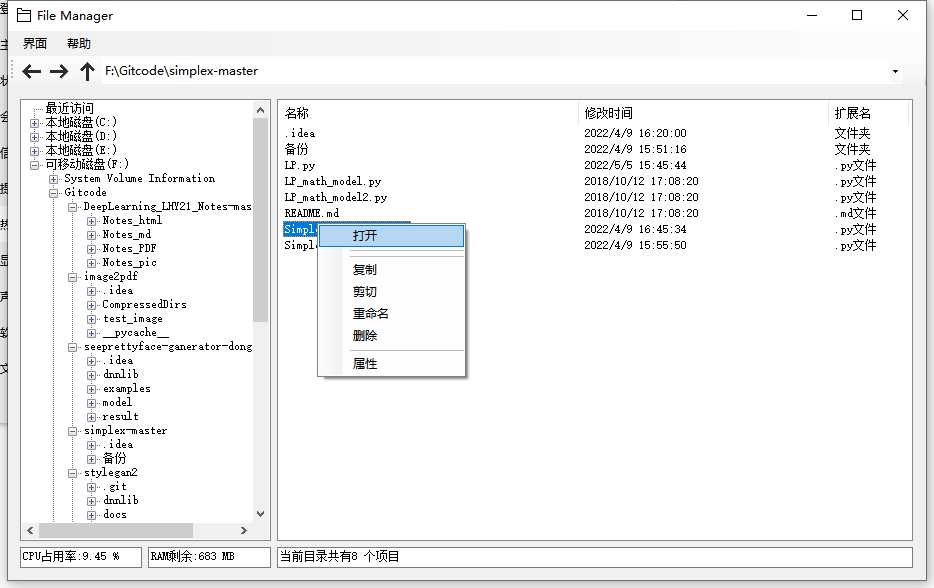 File Manager
界面 帮助
F:\Gitcode\simplex-master
最近访问
本地磁盘(C:)
本地磁盘(D:)
本地磁盘(E:)
可移动磁盘(F:)
System Volume Information
Gitcode
DeepLearning_LHY21_Notes-mas
Notes_html
Notes_md
Notes_PDF
Notes_pic
image2pdf
.idea
CompressedDirs
test_image
__pycache__
seeprettyface-ganerator-dong
.idea
dnnlib
examples
model
result
simplex-master
.idea
备份
stylegan2
.git
dnnlib
docs
名称 修改时间 扩展名
.idea 2022/4/9 16:20:00 文件夹
备份 2022/4/9 15:51:16 文件夹
LP.py 2022/5/5 15:45:44 .py文件
LP_math_model.py 2018/10/12 17:08:20 .py文件
LP_math_model2.py 2018/10/12 17:08:20 .py文件
README.md 2018/10/12 17:08:20 .md文件
Simpl 2022/4/9 16:45:34 .py文件
Simpl 2022/4/9 15:55:50 .py文件
打开
复制
剪切
重命名
删除
属性
CPU占用率:9.45 % RAM剩余:683 MB 当前目录共有8 个项目